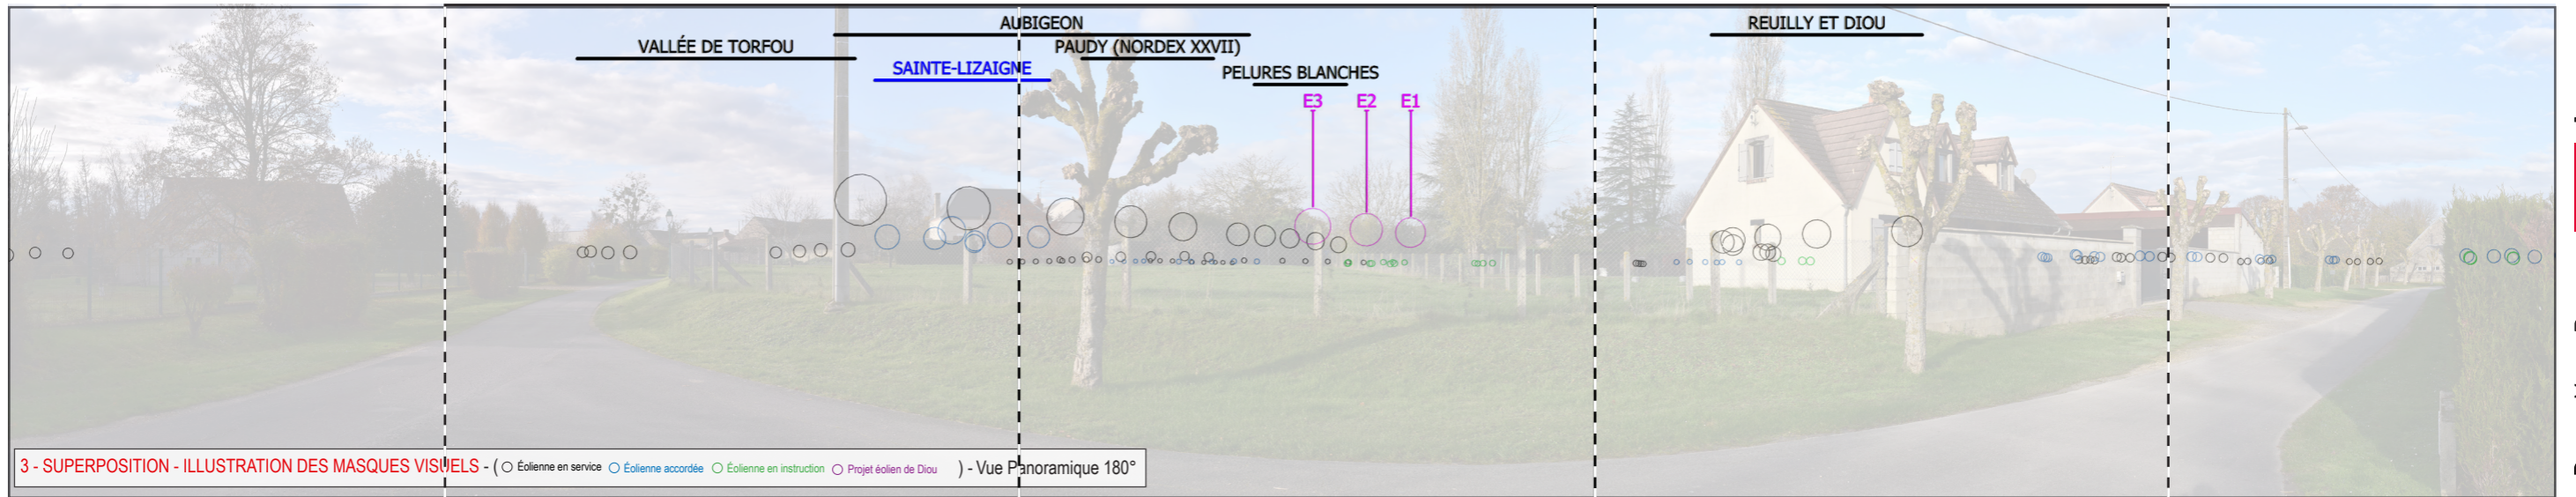 AUBIGEON
REUILLY ET DIOU
VALLÉE DE TORFOU
PAUDY (NORDEX XXVII)
SAINTE-LIZAIGNE
PELURES BLANCHES
E3 E2 E1
3 - SUPERPOSITION - ILLUSTRATION DES MASQUES VISUELS - ( Éolienne en service Éolienne accordée Éolienne en instruction Projet éolien de Diou ) - Vue Panoramique 180°